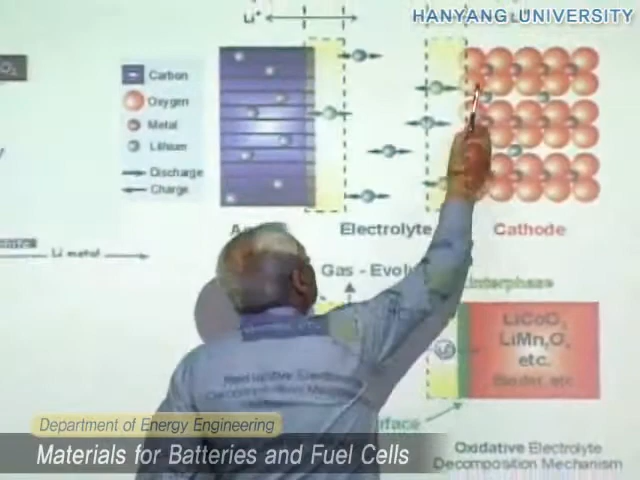 Li⁺
HANYANG UNIVERSITY
Carbon
Oxygen
Metal
Lithium
Discharge
Charge
Electrolyte
Cathode
Li metal
Gas - Evolu
Interphase
LiCoO₂
LiMn₂O₄
etc.
Binder, etc
Department of Energy Engineering
Materials for Batteries and Fuel Cells
Oxidative Electrolyte
Decomposition Mechanism